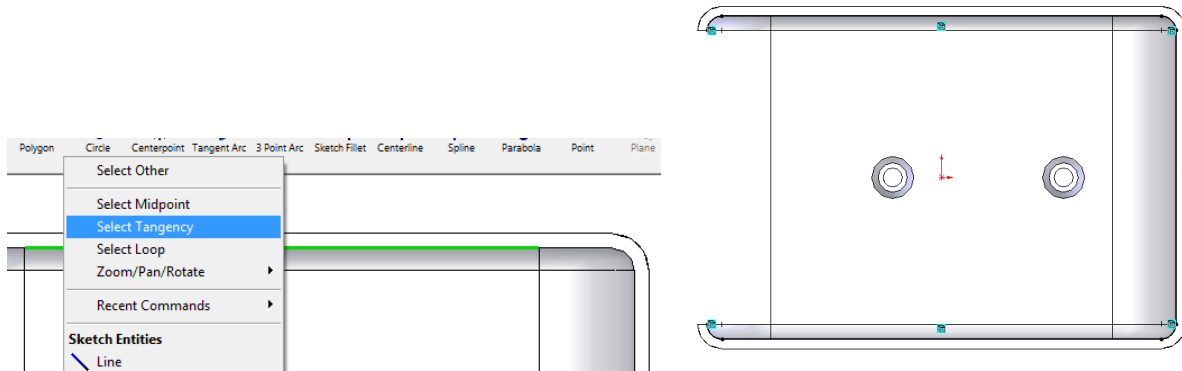 Polygon Circle Centerpoint Tangent Arc 3 Point Arc Sketch Fillet Centerline Spline Parabola Point Plane
Select Other
Select Midpoint
Select Tangency
Select Loop
Zoom/Pan/Rotate
Recent Commands
Sketch Entities
Line